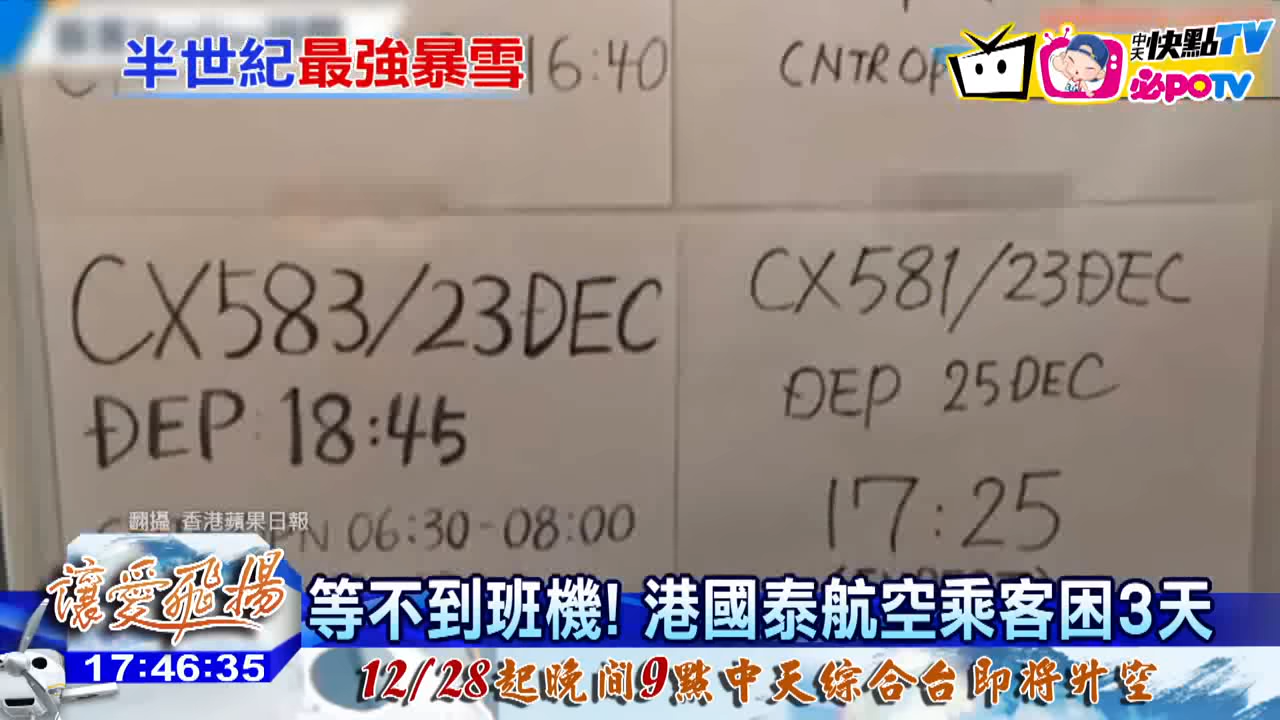 半世紀最強暴雪
16:40
中天快點TV
必POTV
CX583/23DEC
DEP 18:45
06:30-08:00
CX581/23DEC
DEP 25DEC
17:25
翻攝 香港蘋果日報
讓愛飛揚
等不到班機! 港國泰航空乘客困3天
17:46:35
12/28起晚間9點中天綜合台即將升空